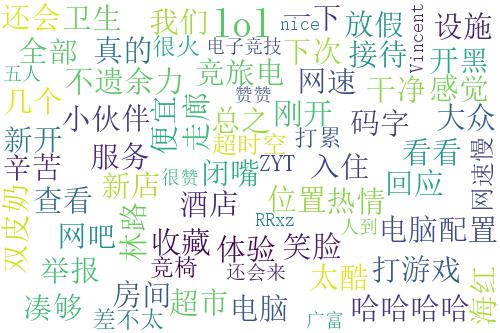 还会 卫生 我们 lol 一下 nice 放假 Vincent 设施
全部 真的 很火 电子竞技 下次 接待 开黑
五人 不遗余力 竞旅电 网速 干净 感觉
几个 小伙伴 便宜 走廊 总之 赞赞 刚开 码字 大众
新开 超时空 打累 看看
辛苦 服务 闭嘴 ZYT 入住 回应 网速慢
双皮奶 查看 新店 很赞 酒店 位置 热情
网吧 林路 收藏 体验 RRxz 笑脸 人到 电脑配置
举报 竞椅 还会来 太酷 打游戏 海红
凑够 房间 超市 电脑 哈哈哈哈
差不太 广富